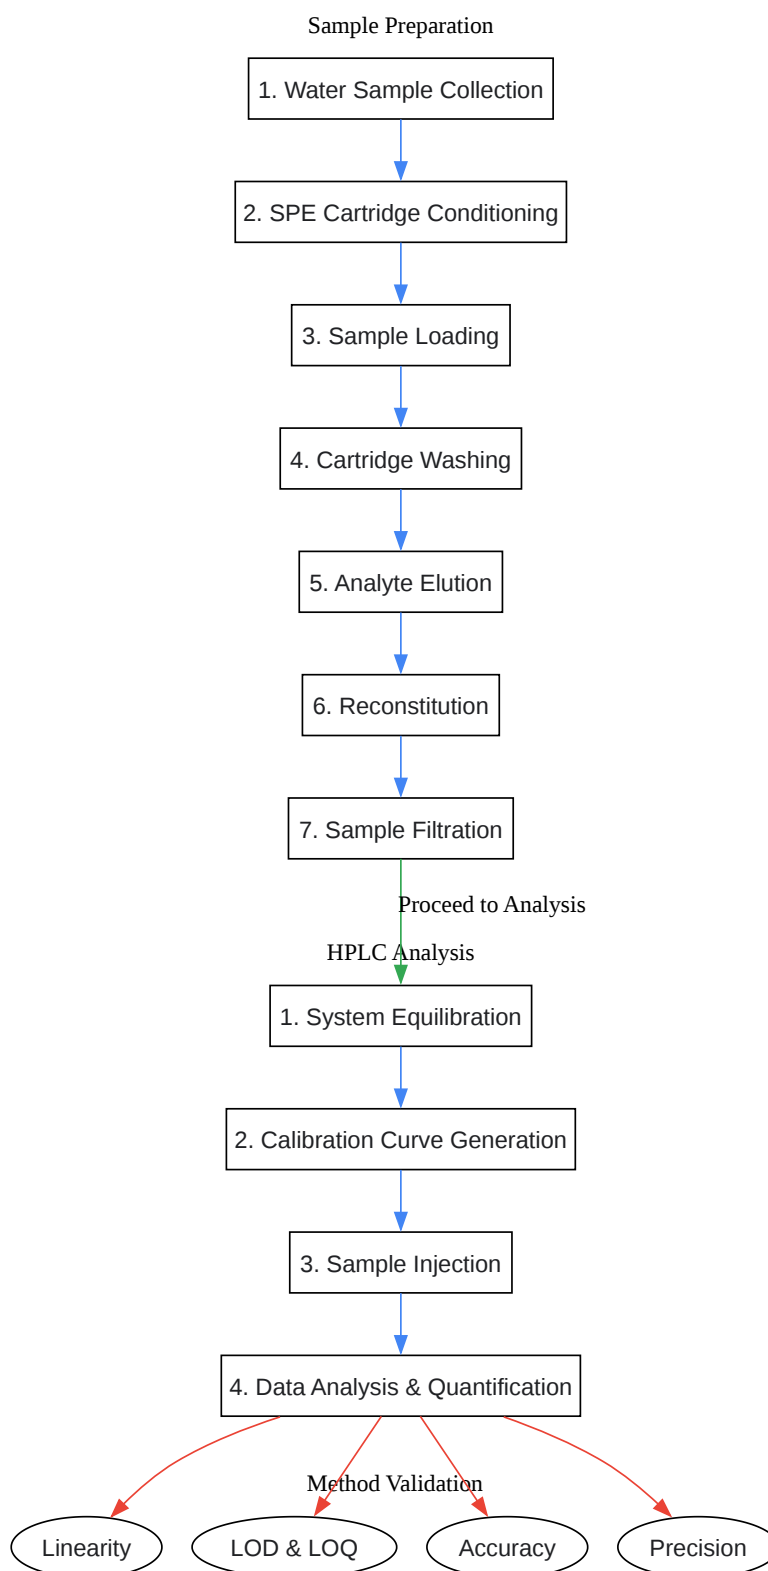 Sample Preparation
1. Water Sample Collection
2. SPE Cartridge Conditioning
3. Sample Loading
4. Cartridge Washing
5. Analyte Elution
6. Reconstitution
7. Sample Filtration
Proceed to Analysis
HPLC Analysis
1. System Equilibration
2. Calibration Curve Generation
3. Sample Injection
4. Data Analysis & Quantification
Method Validation
Linearity
LOD & LOQ
Accuracy
Precision